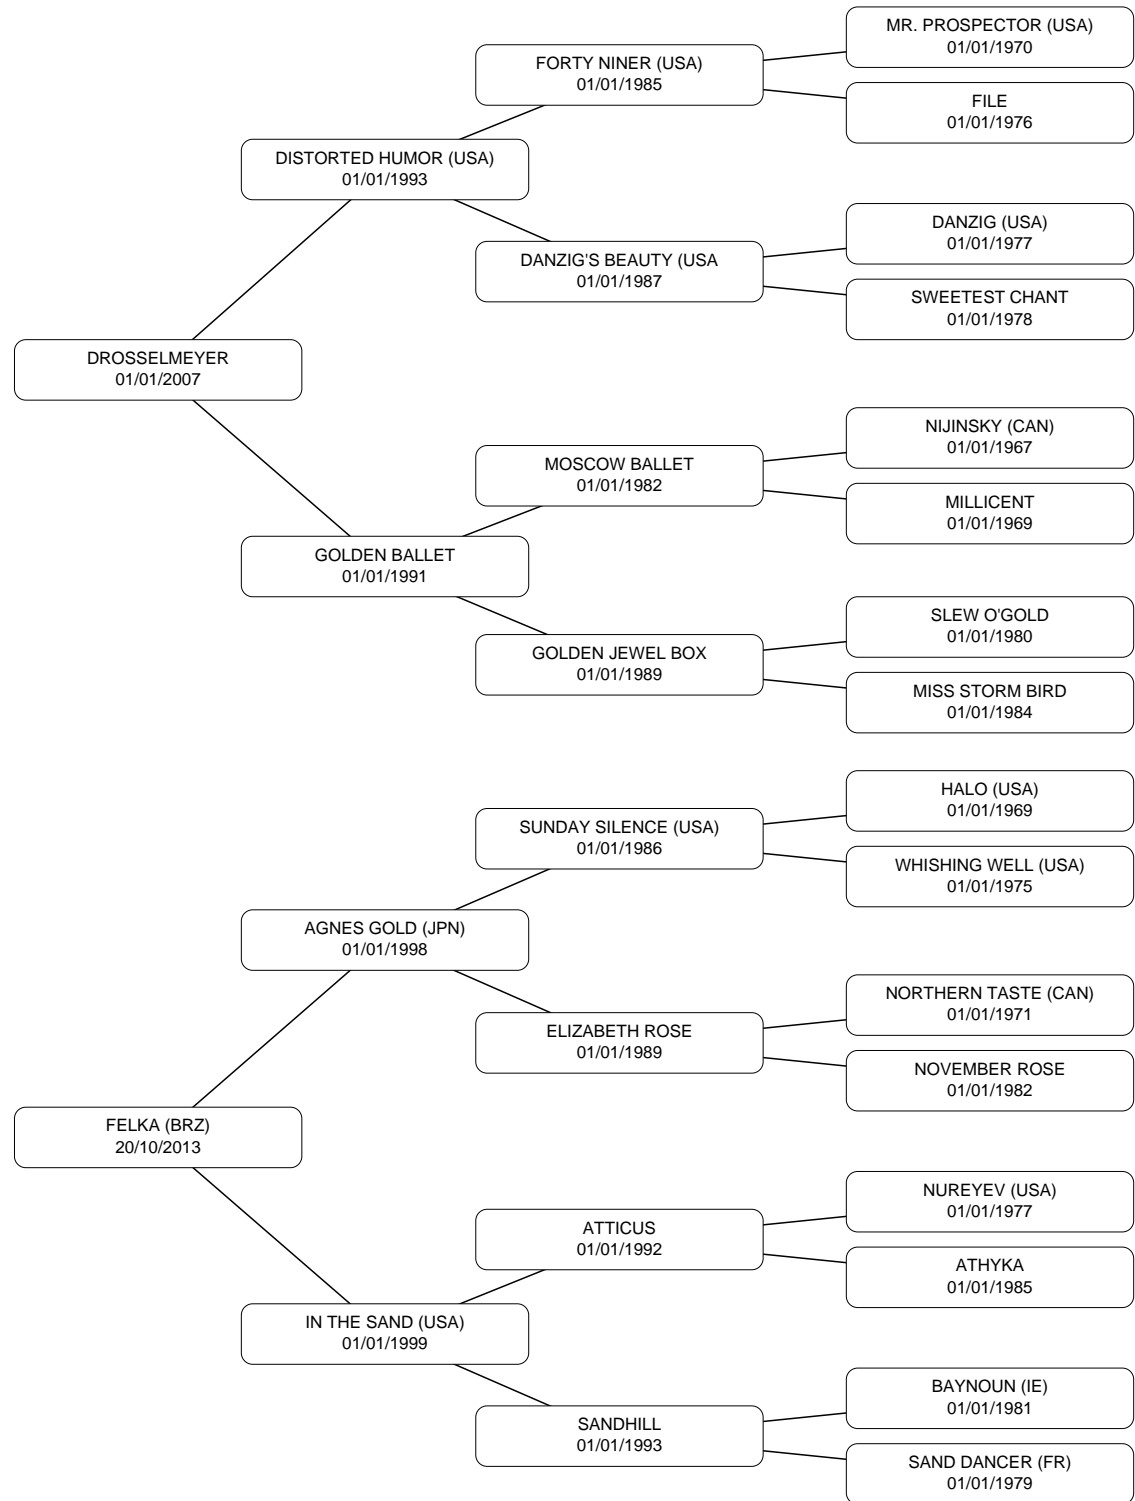 MR. PROSPECTOR (USA)
01/01/1970
FORTY NINER (USA)
01/01/1985
FILE
01/01/1976
DISTORTED HUMOR (USA)
01/01/1993
DANZIG (USA)
01/01/1977
DANZIG'S BEAUTY (USA
01/01/1987
SWEETEST CHANT
01/01/1978
DROSSELMEYER
01/01/2007
NIJINSKY (CAN)
01/01/1967
MOSCOW BALLET
01/01/1982
MILLICENT
01/01/1969
GOLDEN BALLET
01/01/1991
SLEW O'GOLD
01/01/1980
GOLDEN JEWEL BOX
01/01/1989
MISS STORM BIRD
01/01/1984
HALO (USA)
01/01/1969
SUNDAY SILENCE (USA)
01/01/1986
WHISHING WELL (USA)
01/01/1975
AGNES GOLD (JPN)
01/01/1998
NORTHERN TASTE (CAN)
01/01/1971
ELIZABETH ROSE
01/01/1989
NOVEMBER ROSE
01/01/1982
FELKA (BRZ)
20/10/2013
NUREYEV (USA)
01/01/1977
ATTICUS
01/01/1992
ATHYKA
01/01/1985
IN THE SAND (USA)
01/01/1999
BAYNOUN (IE)
01/01/1981
SANDHILL
01/01/1993
SAND DANCER (FR)
01/01/1979